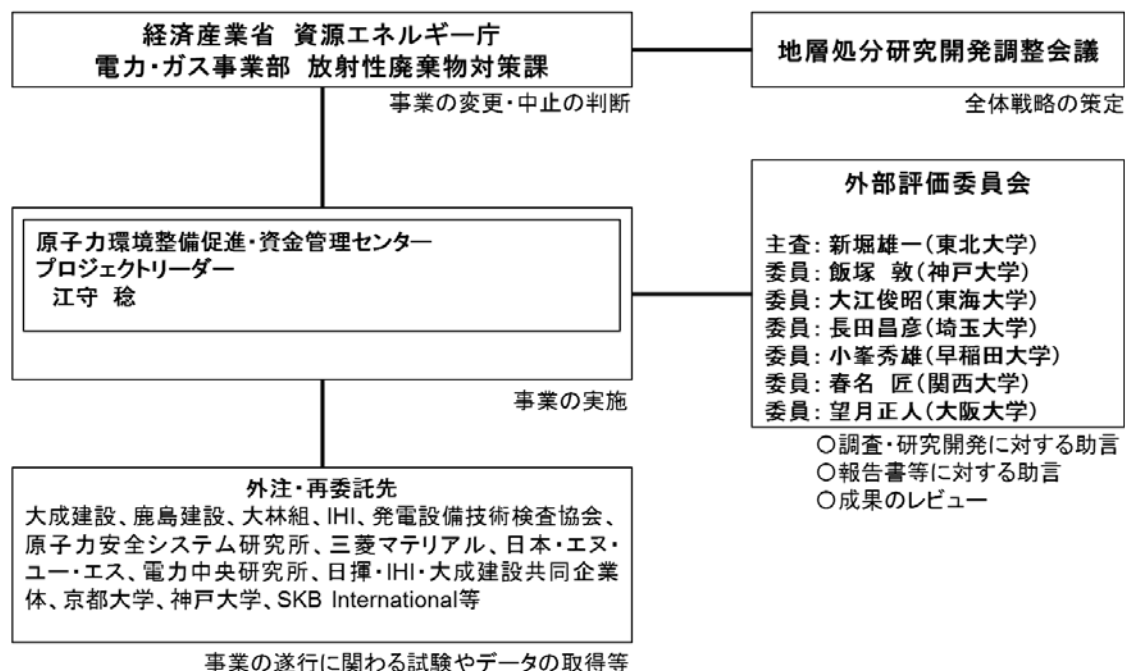 経済産業省 資源エネルギー庁
電力・ガス事業部 放射性廃棄物対策課
事業の変更・中止の判断
地層処分研究開発調整会議
全体戦略の策定
原子力環境整備促進・資金管理センター
プロジェクトリーダー
江守 稔
事業の実施
外部評価委員会
主査：新堀雄一(東北大学)
委員：飯塚 敦(神戸大学)
委員：大江俊昭(東海大学)
委員：長田昌彦(埼玉大学)
委員：小峯秀雄(早稲田大学)
委員：春名 匠(関西大学)
委員：望月正人(大阪大学)
○調査・研究開発に対する助言
○報告書等に対する助言
○成果のレビュー
外注・再委託先
大成建設、鹿島建設、大林組、IHI、発電設備技術検査協会、
原子力安全システム研究所、三菱マテリアル、日本・エヌ・
ユー・エス、電力中央研究所、日揮・IHI・大成建設共同企業
体、京都大学、神戸大学、SKB International等
事業の遂行に関わる試験やデータの取得等